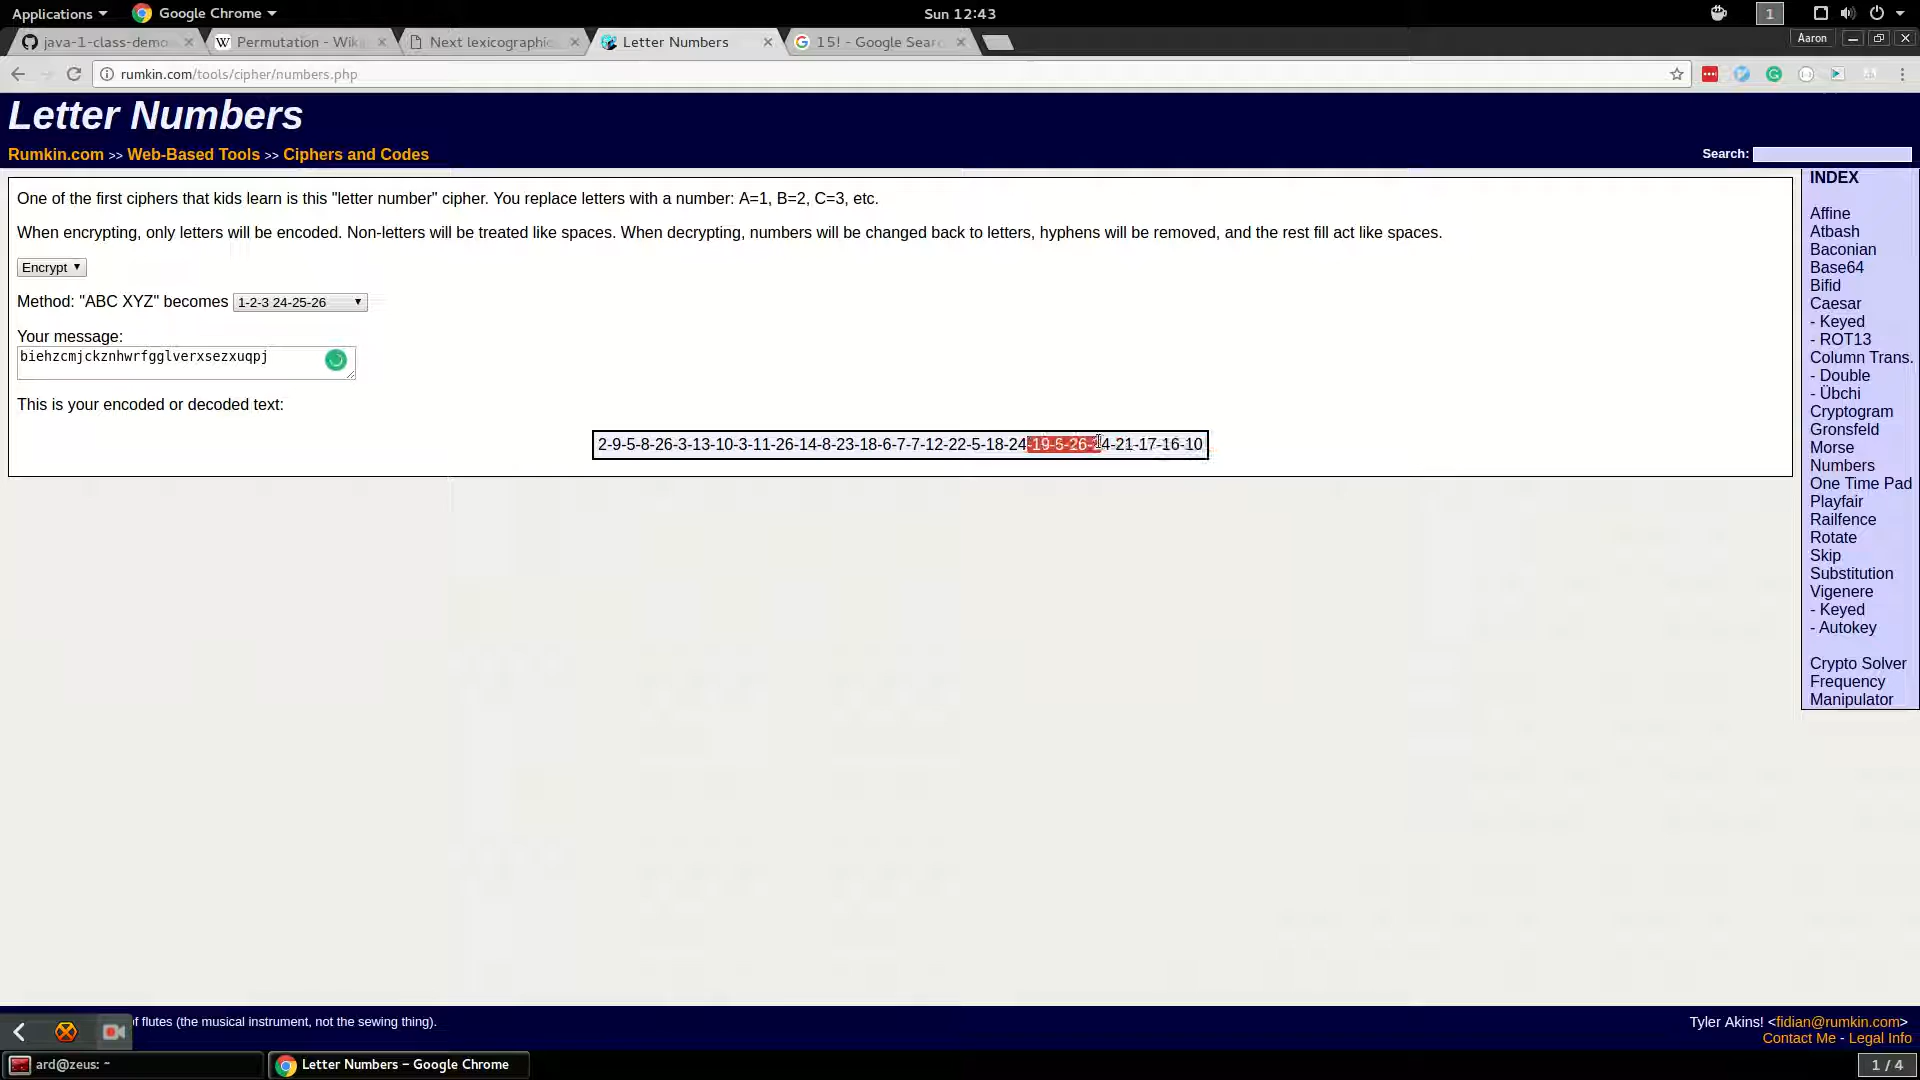 Applications
Google Chrome
Sun 12:43
1
java-1-class-demo
Permutation - Wik
Next lexicographic
Letter Numbers
15! - Google Sear
Aaron
rumkin.com/tools/cipher/numbers.php
Letter Numbers
Rumkin.com >> Web-Based Tools >> Ciphers and Codes
Search:
One of the first ciphers that kids learn is this "letter number" cipher. You replace letters with a number: A=1, B=2, C=3, etc.
When encrypting, only letters will be encoded. Non-letters will be treated like spaces. When decrypting, numbers will be changed back to letters, hyphens will be removed, and the rest fill act like spaces.
Encrypt
Method: "ABC XYZ" becomes 1-2-3 24-25-26
Your message:
biehzcmjckznhwrfgglverxsezxuqpj
This is your encoded or decoded text:
2-9-5-8-26-3-13-10-3-11-26-14-8-23-18-6-7-7-12-22-5-18-24-19-5-26-24-21-17-16-10
INDEX
Affine
Atbash
Baconian
Base64
Bifid
Caesar
- Keyed
- ROT13
Column Trans.
- Double
- Übchi
Cryptogram
Gronsfeld
Morse
Numbers
One Time Pad
Playfair
Railfence
Rotate
Skip
Substitution
Vigenere
- Keyed
- Autokey
Crypto Solver
Frequency
Manipulator
of flutes (the musical instrument, not the sewing thing).
Tyler Akins! <fidian@rumkin.com>
Contact Me - Legal Info
ard@zeus: ~
Letter Numbers - Google Chrome
1 / 4